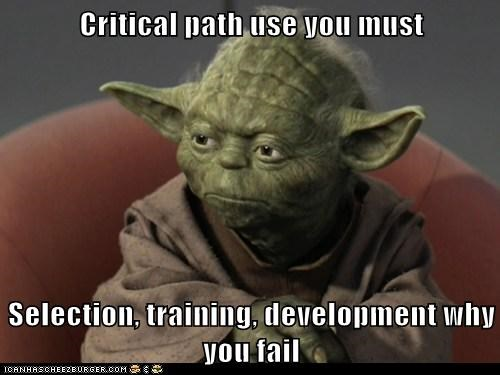 Critical path use you must
Selection, training, development why
you fail
ICANHASCHEEZBURGER.COM